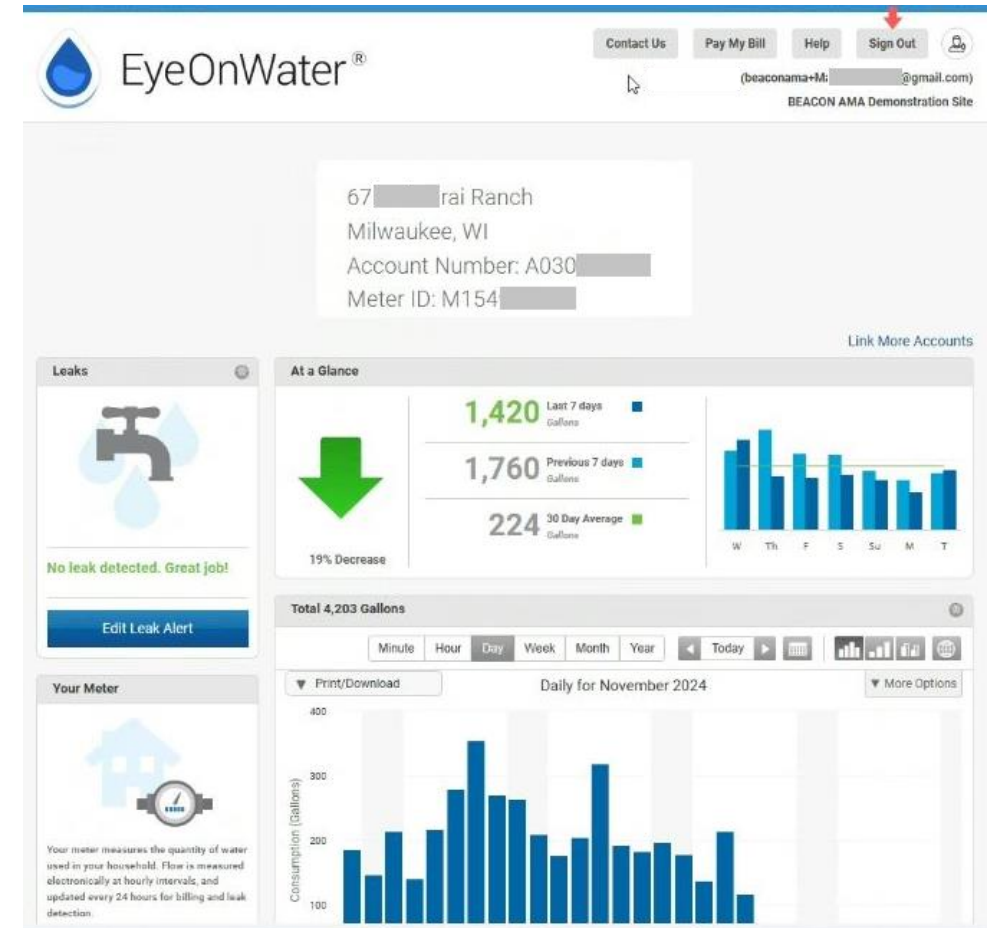 EyeOnWater®
Contact Us
Pay My Bill
Help
Sign Out
(beaconama+M @gmail.com)
BEACON AMA Demonstration Site
67 rai Ranch
Milwaukee, WI
Account Number: A030
Meter ID: M154
Link More Accounts
Leaks
No leak detected. Great job!
Edit Leak Alert
At a Glance
19% Decrease
1,420 Last 7 days
Gallons
1,760 Previous 7 days
Gallons
224 30 Day Average
Gallons
W Th F S Su M T
Total 4,203 Gallons
Minute Hour Day Week Month Year Today
Print/Download
Daily for November 2024
More Options
400
300
200
100
Consumption (Gallons)
Your Meter
Your meter measures the quantity of water
used in your household. Flow is measured
electronically at hourly intervals, and
updated every 24 hours for billing and leak
detection.